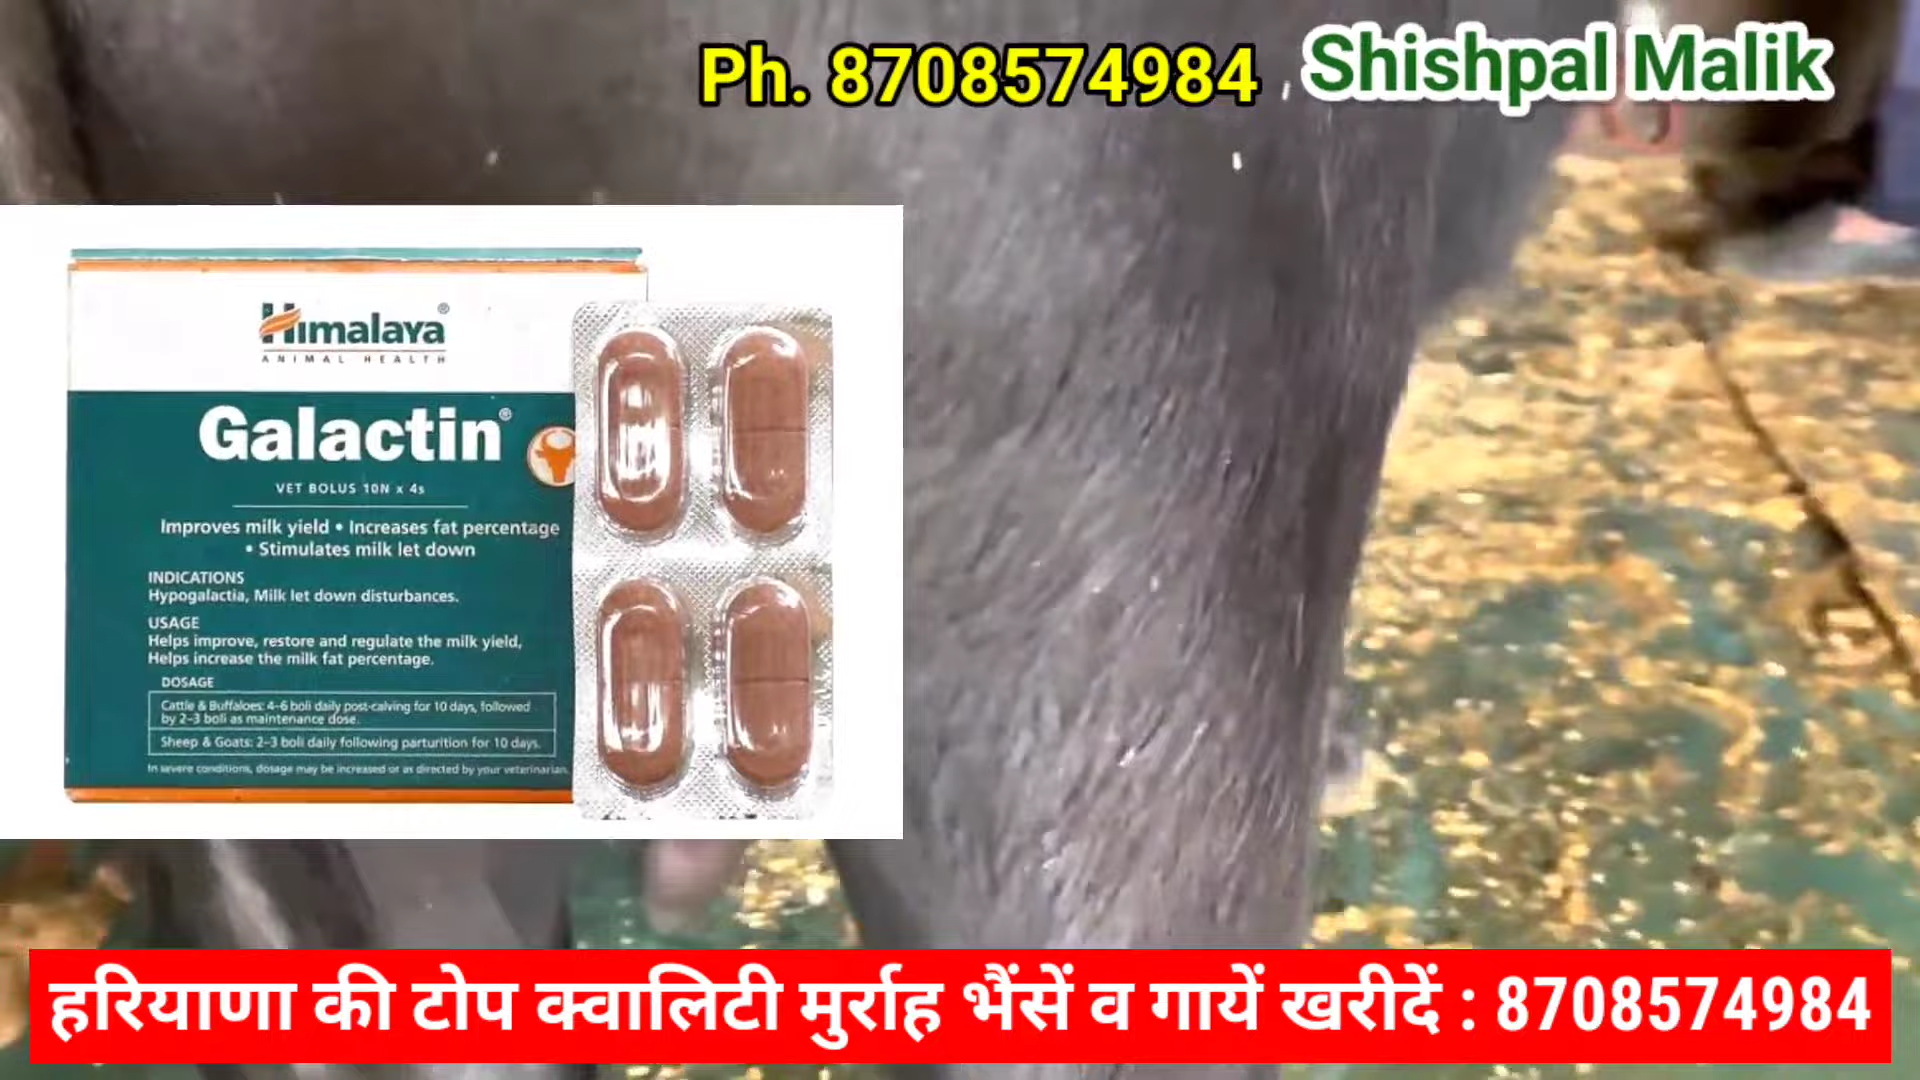 Ph. 8708574984
Shishpal Malik
Himalaya®
ANIMAL HEALTH
Galactin®
VET BOLUS 10N x 4s
Improves milk yield • Increases fat percentage
• Stimulates milk let down
INDICATIONS
Hypogalactia, Milk let down disturbances.
USAGE
Helps improve, restore and regulate the milk yield,
Helps increase the milk fat percentage.
DOSAGE
Cattle & Buffaloes: 4-6 boli daily post-calving for 10 days, followed
by 2-3 boli as maintenance dose.
Sheep & Goats: 2-3 boli daily following parturition for 10 days.
In severe conditions, dosage may be increased or as directed by your veterinarian.
हरियाणा की टोप क्वालिटी मुर्राह भैंसें व गायें खरीदें : 8708574984